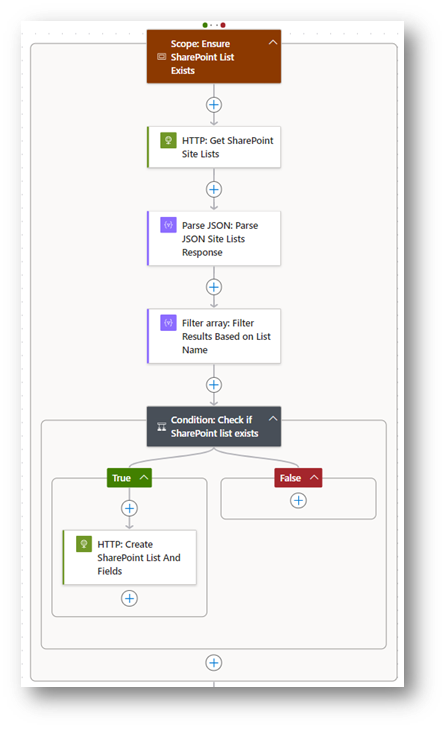 Scope: Ensure
SharePoint List
Exists
HTTP: Get SharePoint
Site Lists
Parse JSON: Parse
JSON Site Lists
Response
Filter array: Filter
Results Based on List
Name
Condition: Check if
SharePoint list exists
True
False
HTTP: Create
SharePoint List And
Fields